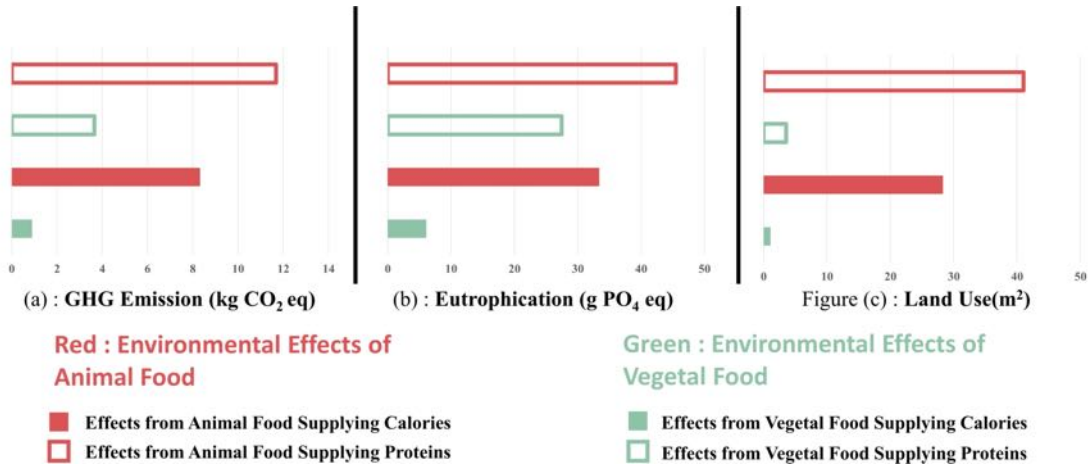 0 2 4 6 8 10 12 14
0 10 20 30 40 50
0 10 20 30 40 50
(a) : GHG Emission (kg CO₂ eq)
(b) : Eutrophication (g PO₄ eq)
Figure (c) : Land Use(m²)
Red : Environmental Effects of
Animal Food
Effects from Animal Food Supplying Calories
Effects from Animal Food Supplying Proteins
Green : Environmental Effects of
Vegetal Food
Effects from Vegetal Food Supplying Calories
Effects from Vegetal Food Supplying Proteins